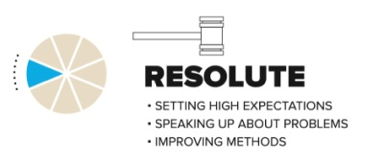 RESOLUTE
• SETTING HIGH EXPECTATIONS
• SPEAKING UP ABOUT PROBLEMS
• IMPROVING METHODS